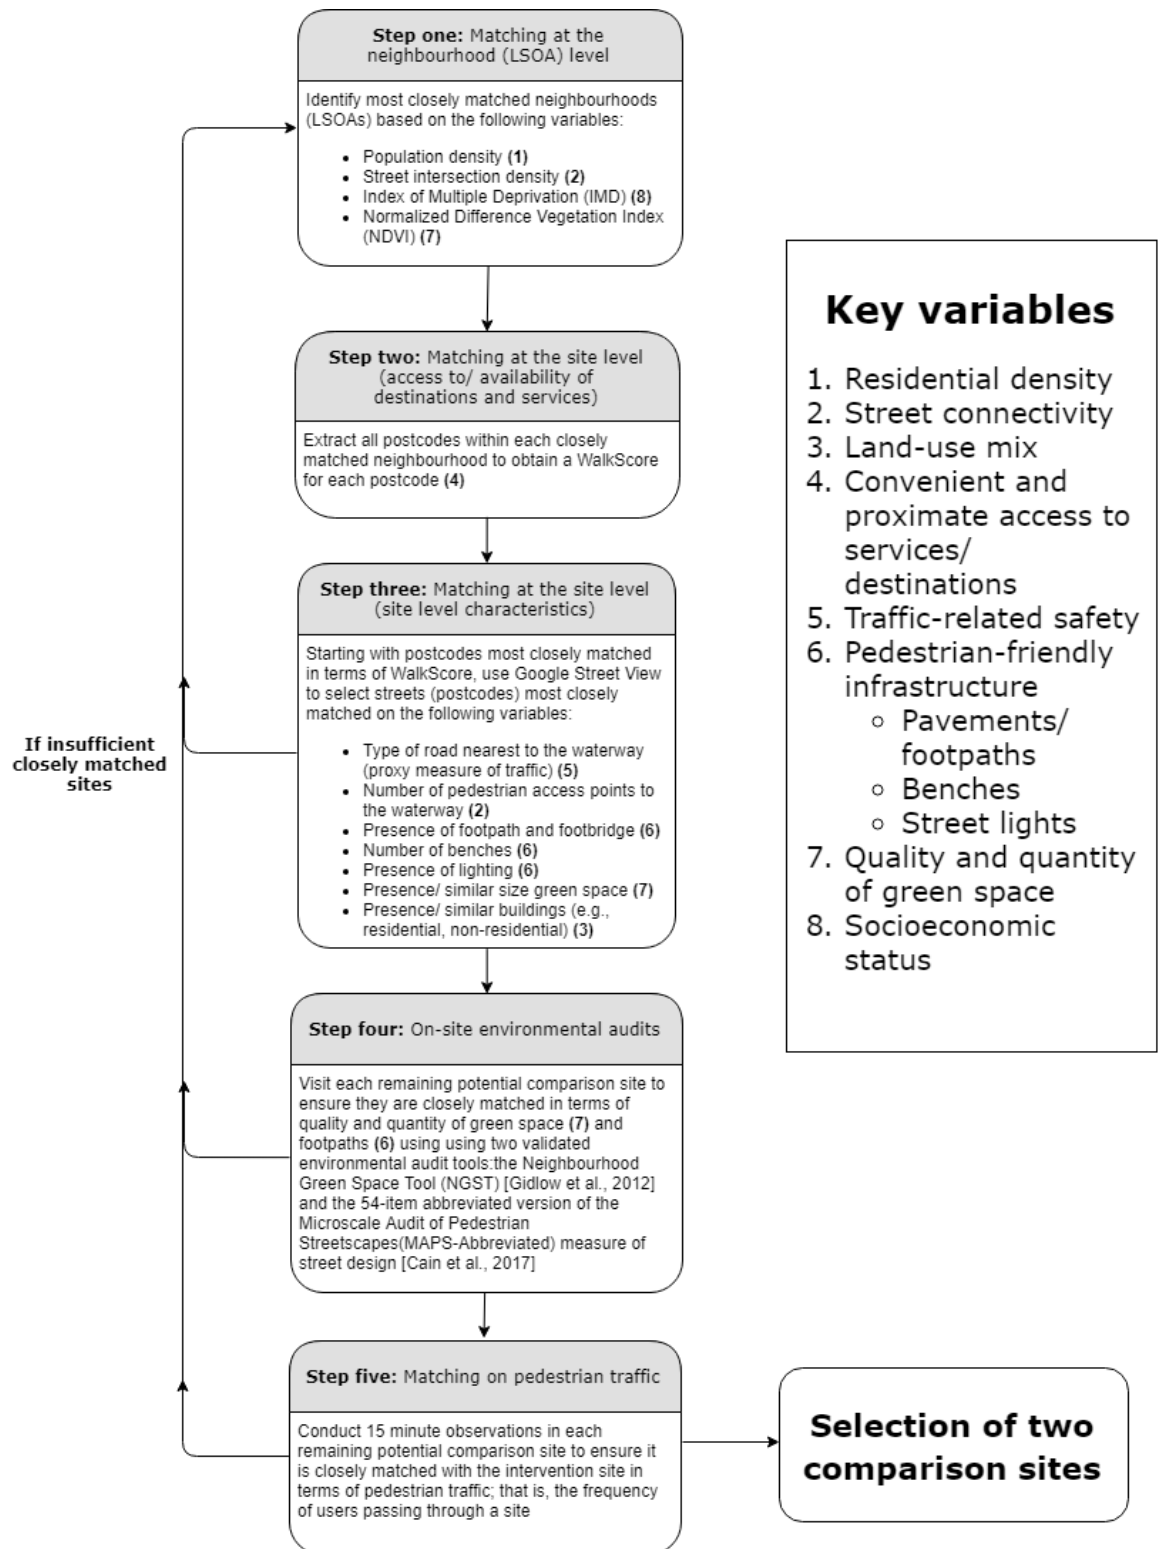 Step one: Matching at the
neighbourhood (LSOA) level
Identify most closely matched neighbourhoods
(LSOAs) based on the following variables:
• Population density (1)
• Street intersection density (2)
• Index of Multiple Deprivation (IMD) (8)
• Normalized Difference Vegetation Index
(NDVI) (7)
Step two: Matching at the site level
(access to/ availability of
destinations and services)
Extract all postcodes within each closely
matched neighbourhood to obtain a WalkScore
for each postcode (4)
Step three: Matching at the site level
(site level characteristics)
Starting with postcodes most closely matched
in terms of WalkScore, use Google Street View
to select streets (postcodes) most closely
matched on the following variables:
• Type of road nearest to the waterway
(proxy measure of traffic) (5)
• Number of pedestrian access points to
the waterway (2)
• Presence of footpath and footbridge (6)
• Number of benches (6)
• Presence of lighting (6)
• Presence/ similar size green space (7)
• Presence/ similar buildings (e.g.,
residential, non-residential) (3)
If insufficient
closely matched
sites
Step four: On-site environmental audits
Visit each remaining potential comparison site to
ensure they are closely matched in terms of
quality and quantity of green space (7) and
footpaths (6) using using two validated
environmental audit tools:the Neighbourhood
Green Space Tool (NGST) [Gidlow et al., 2012]
and the 54-item abbreviated version of the
Microscale Audit of Pedestrian
Streetscapes(MAPS-Abbreviated) measure of
street design [Cain et al., 2017]
Step five: Matching on pedestrian traffic
Conduct 15 minute observations in each
remaining potential comparison site to ensure it
is closely matched with the intervention site in
terms of pedestrian traffic; that is, the frequency
of users passing through a site
Selection of two
comparison sites
Key variables
1. Residential density
2. Street connectivity
3. Land-use mix
4. Convenient and
proximate access to
services/
destinations
5. Traffic-related safety
6. Pedestrian-friendly
infrastructure
○ Pavements/
footpaths
○ Benches
○ Street lights
7. Quality and quantity
of green space
8. Socioeconomic
status